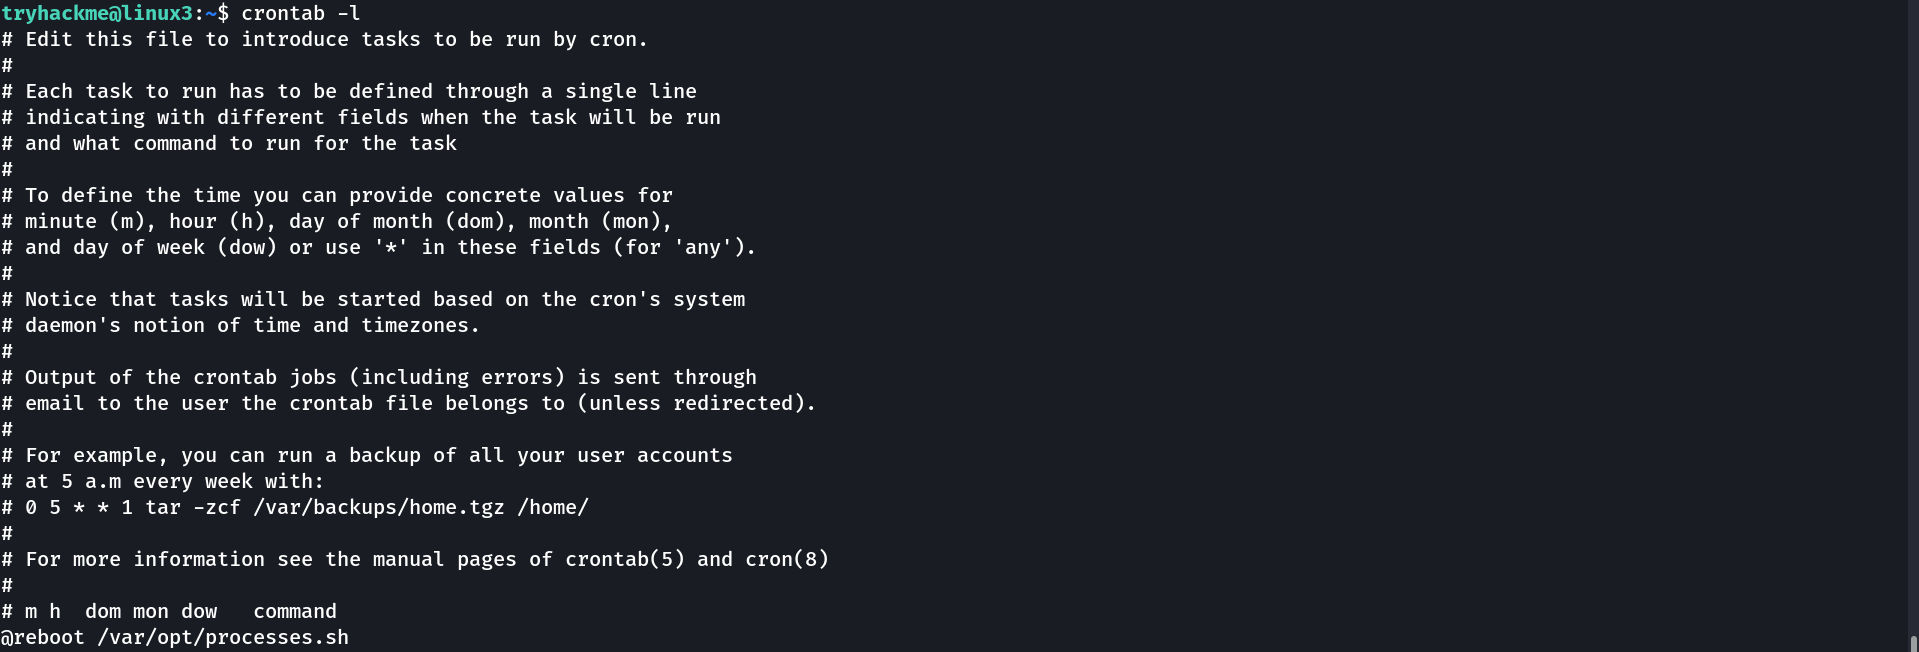 tryhackme@linux3:~$ crontab -l
# Edit this file to introduce tasks to be run by cron.
#
# Each task to run has to be defined through a single line
# indicating with different fields when the task will be run
# and what command to run for the task
#
# To define the time you can provide concrete values for
# minute (m), hour (h), day of month (dom), month (mon),
# and day of week (dow) or use '*' in these fields (for 'any').
#
# Notice that tasks will be started based on the cron's system
# daemon's notion of time and timezones.
#
# Output of the crontab jobs (including errors) is sent through
# email to the user the crontab file belongs to (unless redirected).
#
# For example, you can run a backup of all your user accounts
# at 5 a.m every week with:
# 0 5 * * 1 tar -zcf /var/backups/home.tgz /home/
#
# For more information see the manual pages of crontab(5) and cron(8)
#
# m h  dom mon dow   command
@reboot /var/opt/processes.sh